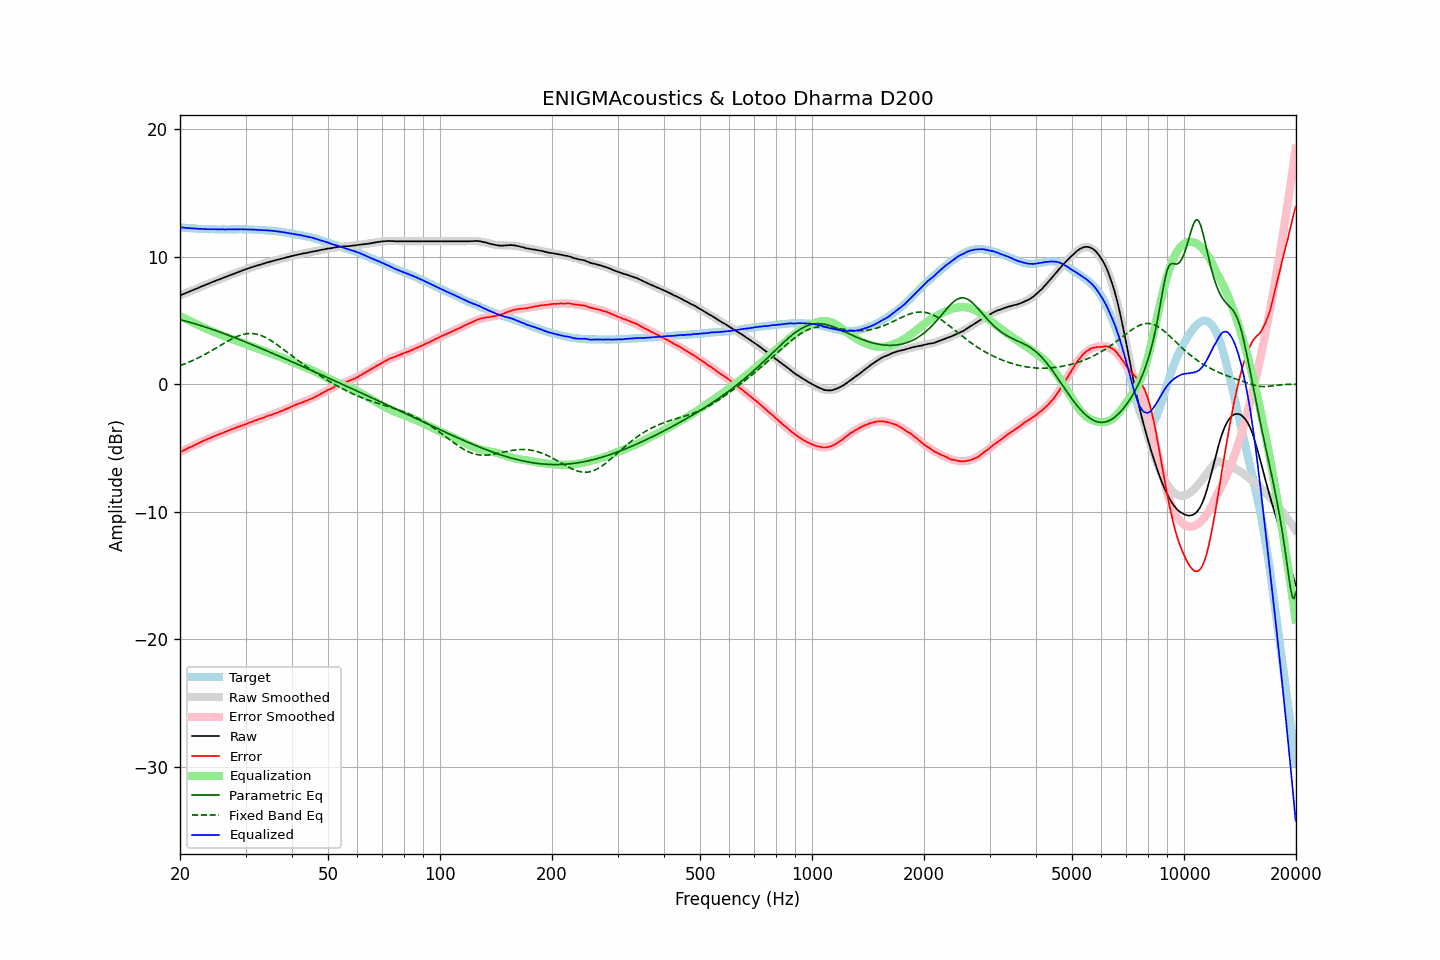 ENIGMAcoustics & Lotoo Dharma D200
20
10
0
−10
−20
−30
Amplitude (dBr)
Target
Raw Smoothed
Error Smoothed
Raw
Error
Equalization
Parametric Eq
Fixed Band Eq
Equalized
20 50 100 200 500 1000 2000 5000 10000 20000
Frequency (Hz)